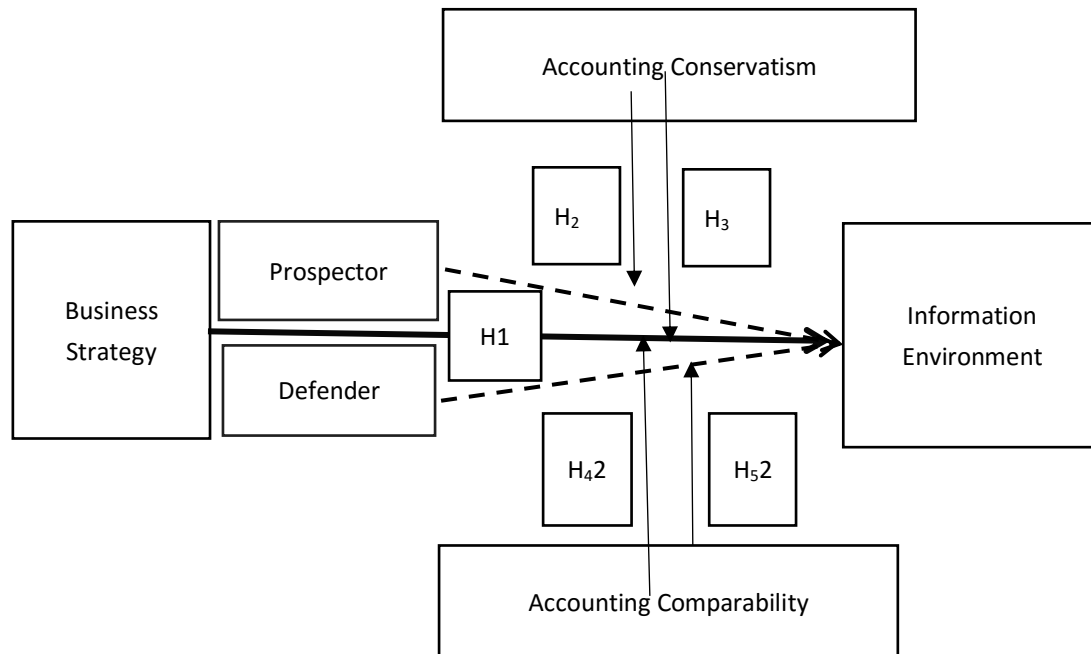 Accounting Conservatism
H₂
H₃
Prospector
Business
Strategy
H1
Information
Environment
Defender
H₄2
H₅2
Accounting Comparability